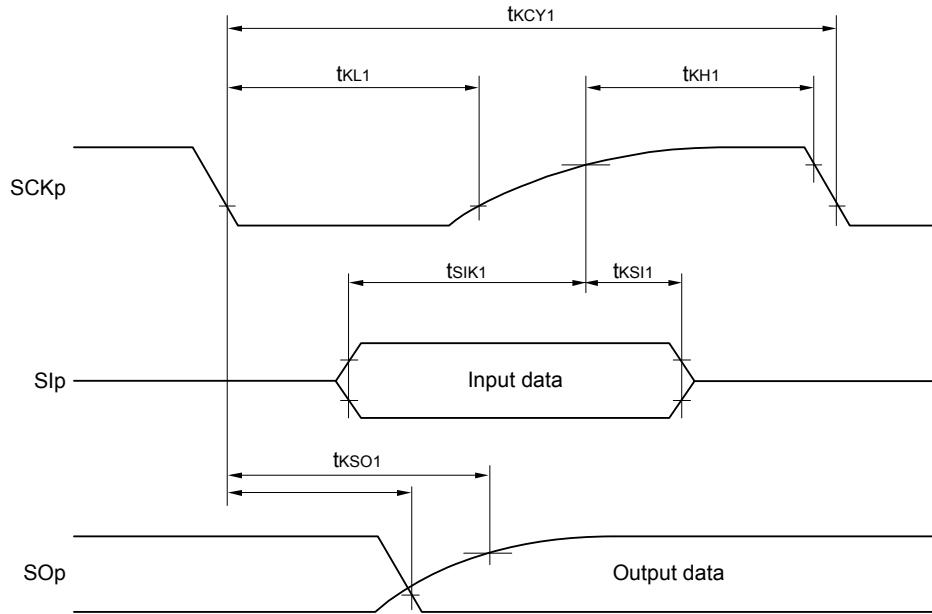 tKCY1
tKL1
tKH1
SCKp
tSIK1
tKSI1
SIp
Input data
tKSO1
SOp
Output data